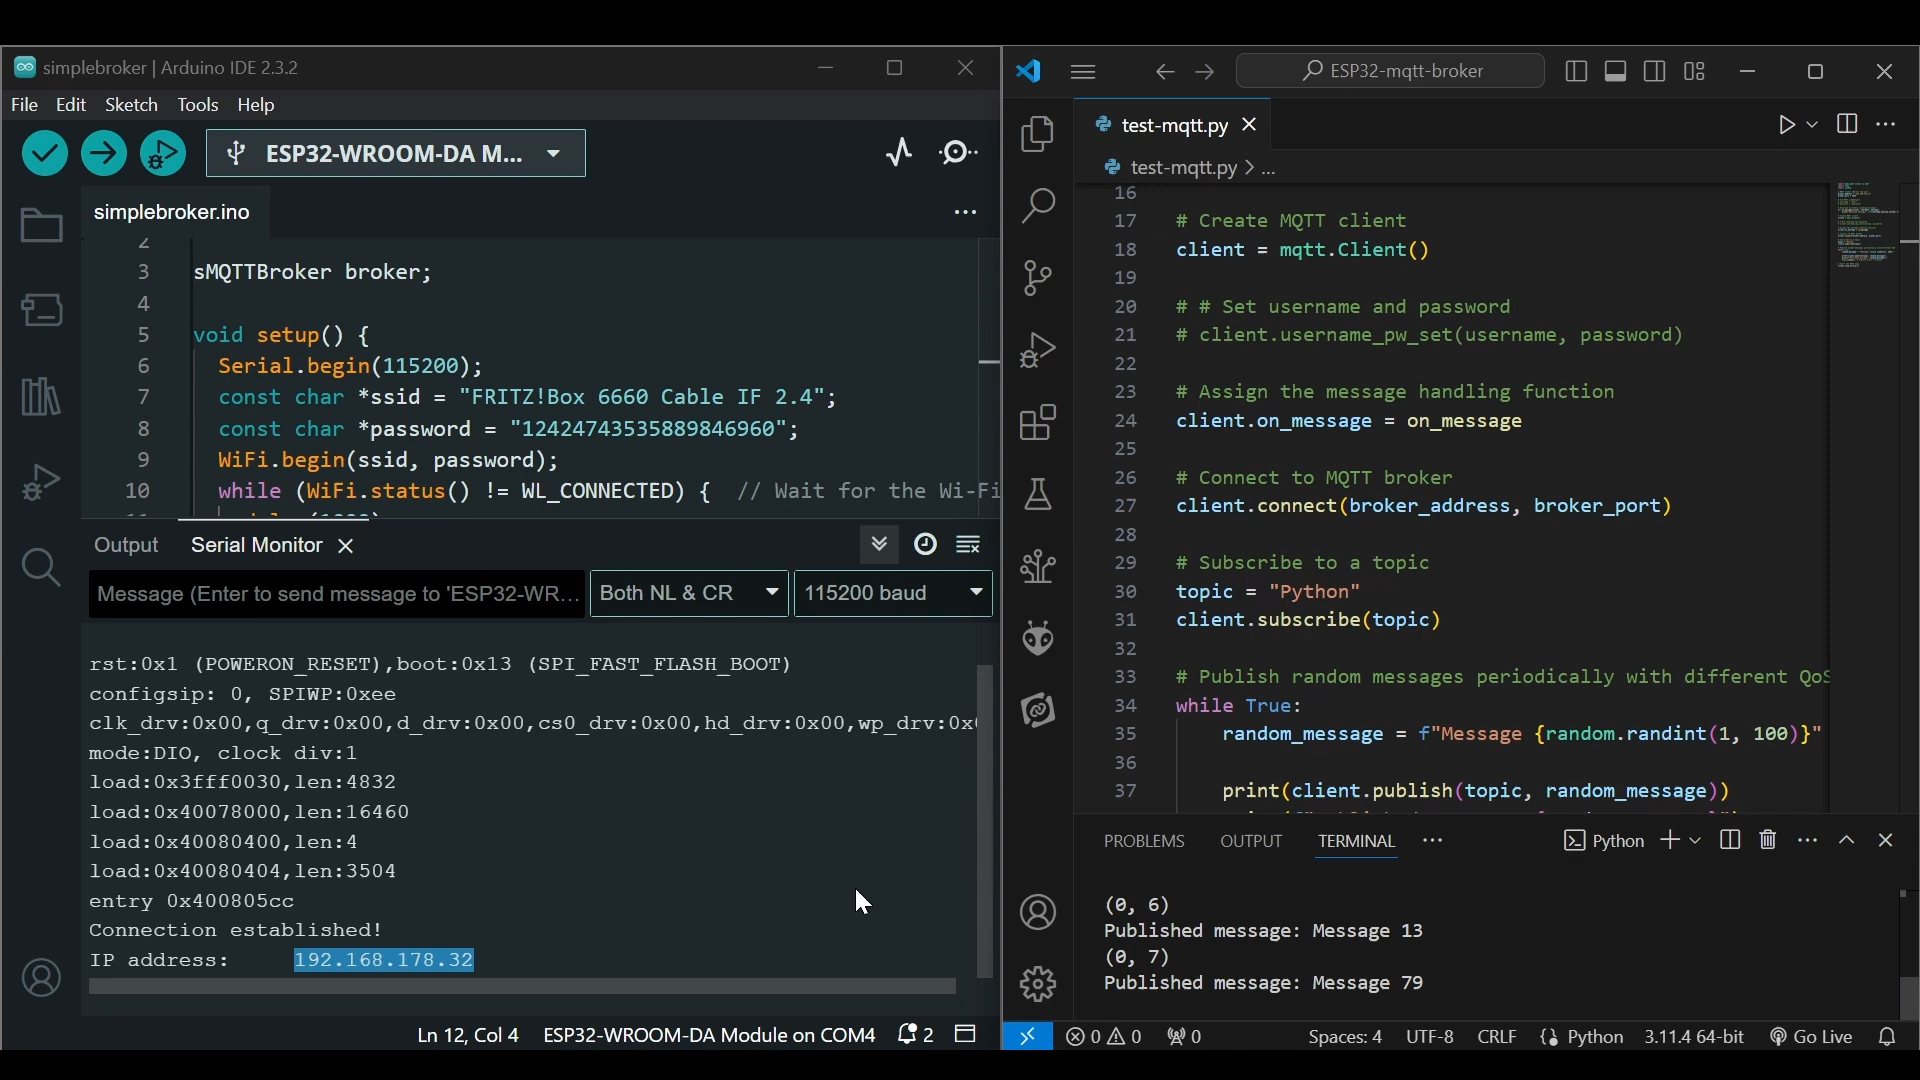 simplebroker | Arduino IDE 2.3.2
File Edit Sketch Tools Help
ESP32-WROOM-DA M...
simplebroker.ino
2
3 sMQTTBroker broker;
4
5 void setup() {
6 Serial.begin(115200);
7 const char *ssid = "FRITZ!Box 6660 Cable IF 2.4";
8 const char *password = "12424743535889846960";
9 WiFi.begin(ssid, password);
10 while (WiFi.status() != WL_CONNECTED) { // Wait for the Wi-Fi
Output Serial Monitor
Message (Enter to send message to 'ESP32-WR... Both NL & CR 115200 baud
rst:0x1 (POWERON_RESET),boot:0x13 (SPI_FAST_FLASH_BOOT)
configsip: 0, SPIWP:0xee
clk_drv:0x00,q_drv:0x00,d_drv:0x00,cs0_drv:0x00,hd_drv:0x00,wp_drv:0x
mode:DIO, clock div:1
load:0x3fff0030,len:4832
load:0x40078000,len:16460
load:0x40080400,len:4
load:0x40080404,len:3504
entry 0x400805cc
Connection established!
IP address: 192.168.178.32
Ln 12, Col 4 ESP32-WROOM-DA Module on COM4 2
ESP32-mqtt-broker
test-mqtt.py
test-mqtt.py > ...
16
17 # Create MQTT client
18 client = mqtt.Client()
19
20 # # Set username and password
21 # client.username_pw_set(username, password)
22
23 # Assign the message handling function
24 client.on_message = on_message
25
26 # Connect to MQTT broker
27 client.connect(broker_address, broker_port)
28
29 # Subscribe to a topic
30 topic = "Python"
31 client.subscribe(topic)
32
33 # Publish random messages periodically with different QoS
34 while True:
35 random_message = f"Message {random.randint(1, 100)}"
36
37 print(client.publish(topic, random_message))
PROBLEMS OUTPUT TERMINAL ... Python
(0, 6)
Published message: Message 13
(0, 7)
Published message: Message 79
0 0 0 Spaces: 4 UTF-8 CRLF {} Python 3.11.4 64-bit Go Live